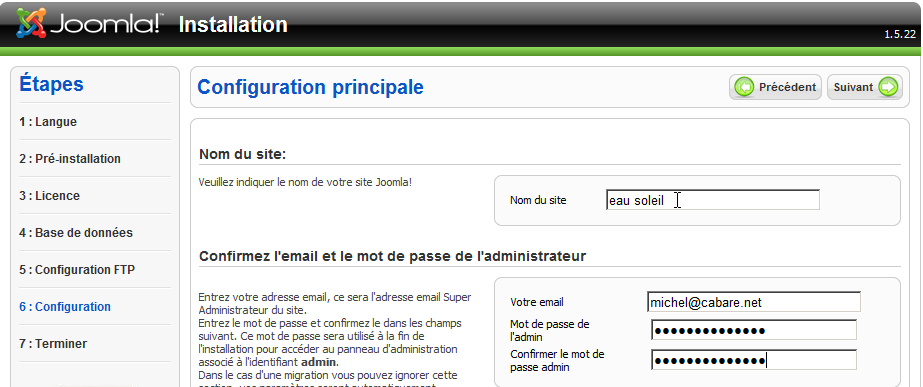 Joomla! Installation
1.5.22
Étapes
1 : Langue
2 : Pré-installation
3 : Licence
4 : Base de données
5 : Configuration FTP
6 : Configuration
7 : Terminer
Configuration principale
Précédent
Suivant
Nom du site:
Veuillez indiquer le nom de votre site Joomla!
Nom du site
eau soleil
Confirmez l'email et le mot de passe de l'administrateur
Entrez votre adresse email, ce sera l'adresse email Super
Administrateur du site.
Entrez le mot de passe et confirmez le dans les champs
suivant. Ce mot de passe sera utilisé à la fin de
l'installation pour accéder au panneau d'administration
associé à l'identifiant admin.
Dans le cas d'une migration vous pouvez ignorer cette
section, vos paramètres seront automatiquement
Votre email
michel@cabare.net
Mot de passe de
l'admin
●●●●●●●●●●●●●●
Confirmer le mot de
passe admin
●●●●●●●●●●●●●●